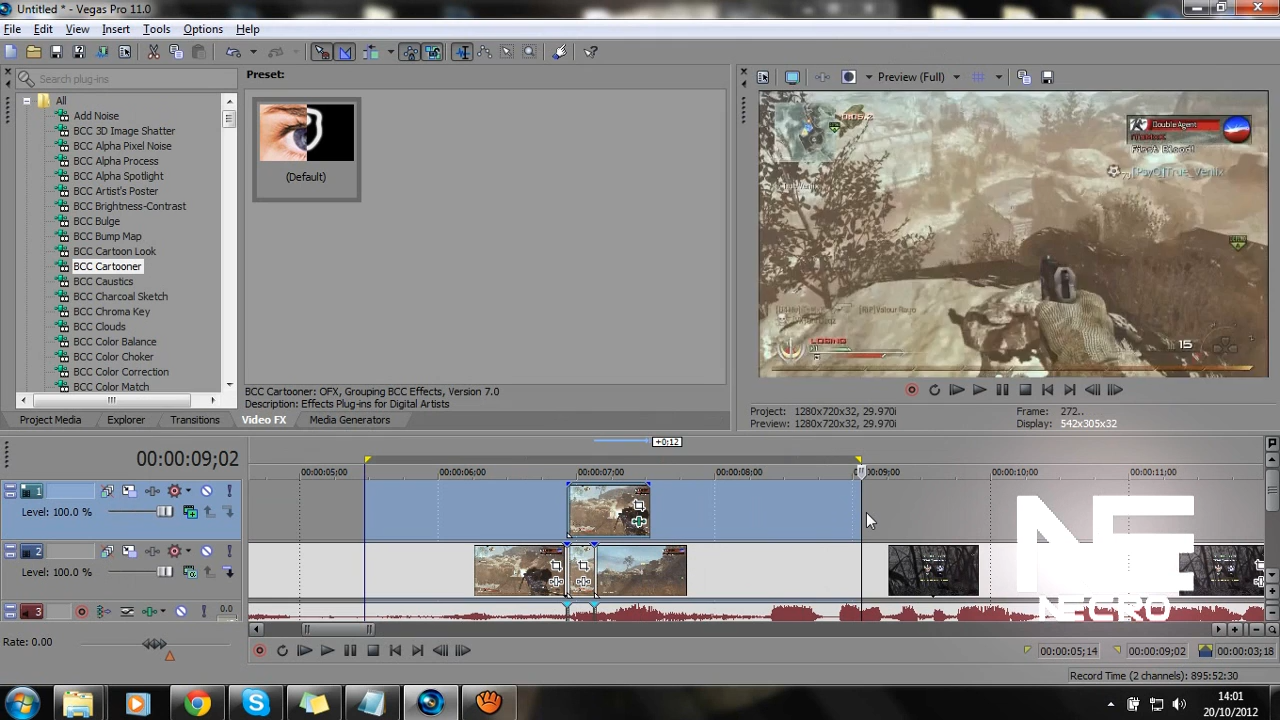 Untitled * - Vegas Pro 11.0
File Edit View Insert Tools Options Help
Search plug-ins
All
Add Noise
BCC 3D Image Shatter
BCC Alpha Pixel Noise
BCC Alpha Process
BCC Alpha Spotlight
BCC Artist's Poster
BCC Brightness-Contrast
BCC Bulge
BCC Bump Map
BCC Cartoon Look
BCC Cartooner
BCC Caustics
BCC Charcoal Sketch
BCC Chroma Key
BCC Clouds
BCC Color Balance
BCC Color Choker
BCC Color Correction
BCC Color Match
Preset:
(Default)
BCC Cartooner: OFX, Grouping BCC Effects, Version 7.0
Description: Effects Plug-ins for Digital Artists
Project Media Explorer Transitions Video FX Media Generators
Preview (Full)
Double Agent
First Blood!
[PsyQ]True_Venlix
LOSING
15
Project: 1280x720x32, 29.970i
Preview: 1280x720x32, 29.970i
Frame: 272..
Display: 542x305x32
00:00:09;02
+0;12
00:00:05;00 00:00:06;00 00:00:07;00 00:00:08;00 00:00:09;00 00:00:10;00 00:00:11;00
1
Level: 100.0 %
2
Level: 100.0 %
3
0.0
NE
NECRO
Rate: 0.00
00:00:05;14 00:00:09;02 00:00:03;18
Record Time (2 channels): 895:52:30
14:01
20/10/2012